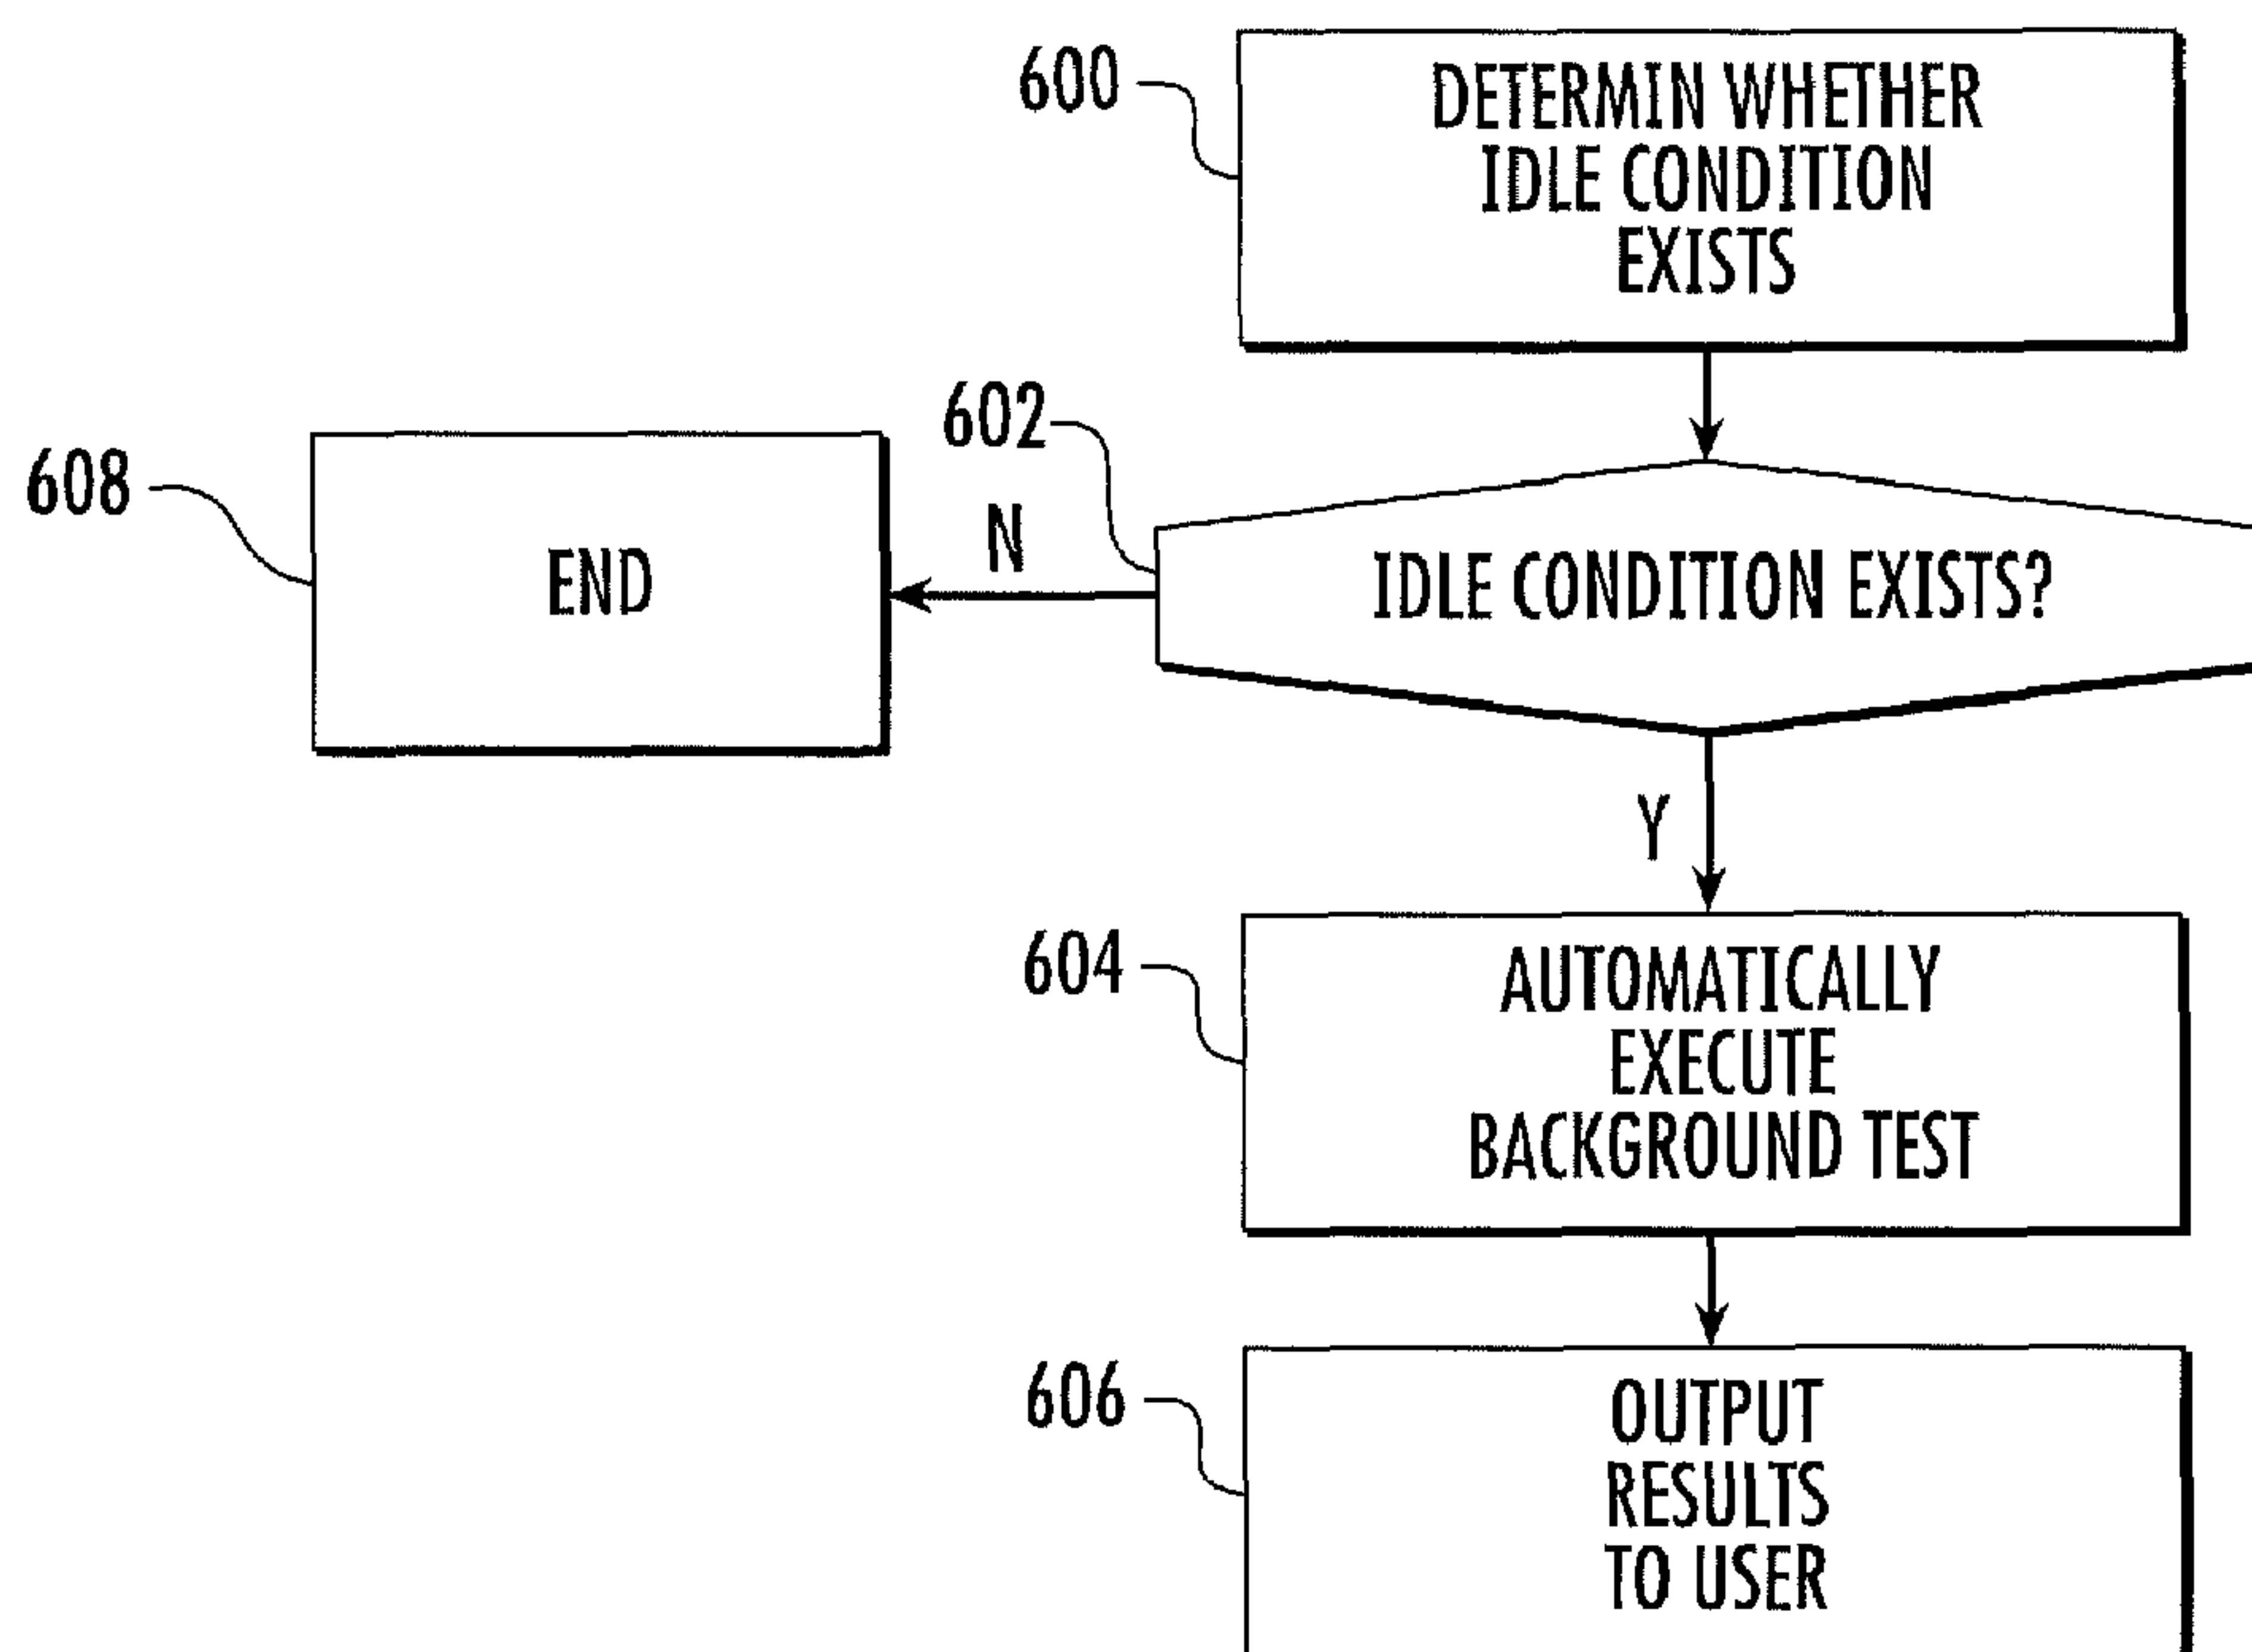 600
DETERMIN WHETHER
IDLE CONDITION
EXISTS
602
608
N
END
IDLE CONDITION EXISTS?
Y
604
AUTOMATICALLY
EXECUTE
BACKGROUND TEST
606
OUTPUT
RESULTS
TO USER